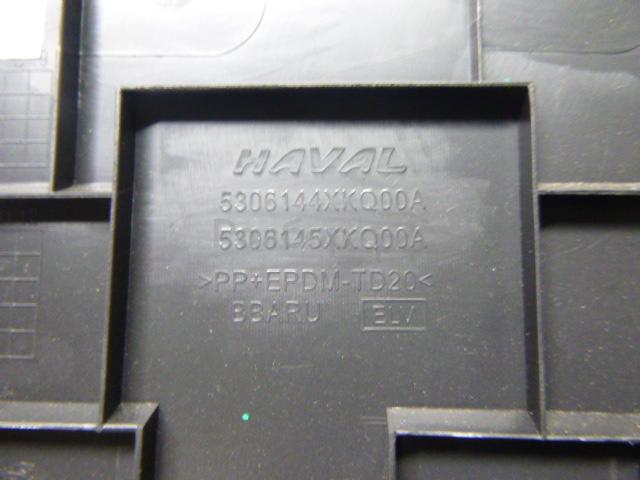 HAVAL
5306144XKQ00A
5306145XKQ00A
>PP+EPDM-TD20<
BBARU ELV